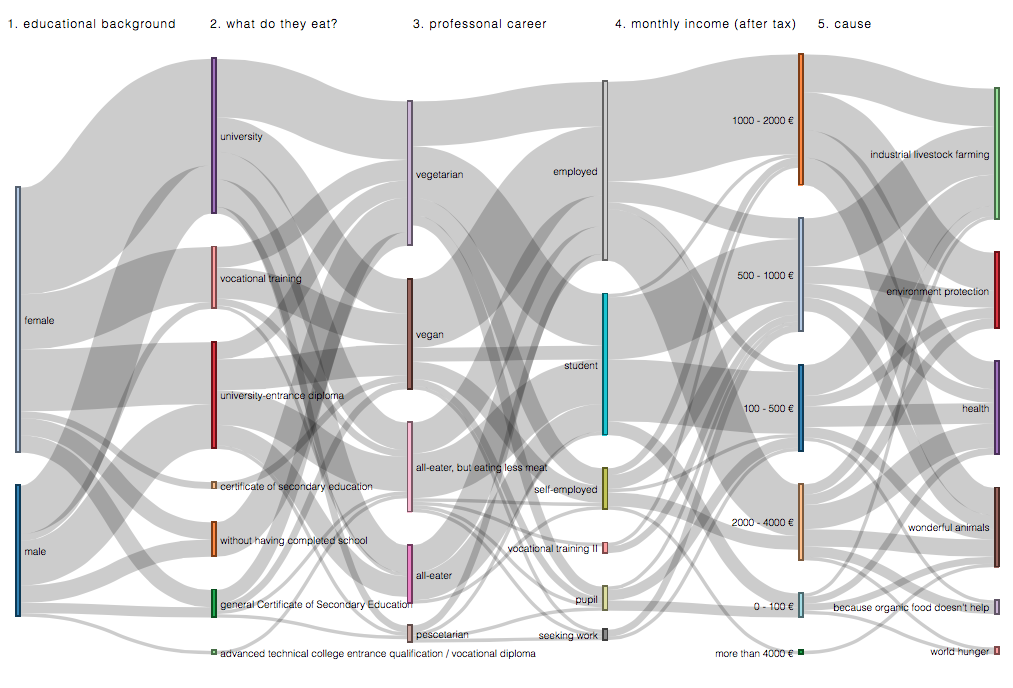 1. educational background
2. what do they eat?
3. professonal career
4. monthly income (after tax)
5. cause
female
male
university
vocational training
university-entrance diploma
certificate of secondary education
without having completed school
general Certificate of Secondary Education
advanced technical college entrance qualification / vocational diploma
vegetarian
vegan
all-eater, but eating less meat
all-eater
pescetarian
employed
student
self-employed
vocational training II
pupil
seeking work
1000 - 2000 €
500 - 1000 €
100 - 500 €
2000 - 4000 €
0 - 100 €
more than 4000 €
industrial livestock farming
environment protection
health
wonderful animals
because organic food doesn't help
world hunger